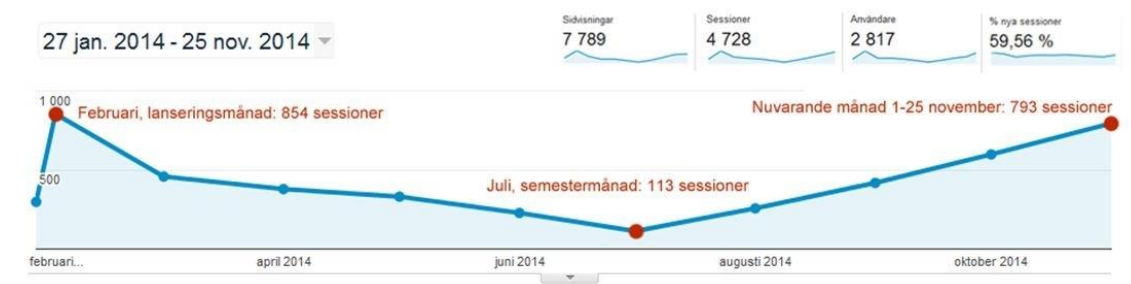 27 jan. 2014 - 25 nov. 2014
Sidvisningar
7 789
Sessioner
4 728
Användare
2 817
% nya sessioner
59,56 %
1 000
Februari, lanseringsmånad: 854 sessioner
Nuvarande månad 1-25 november: 793 sessioner
500
Juli, semestermånad: 113 sessioner
februari...
april 2014
juni 2014
augusti 2014
oktober 2014